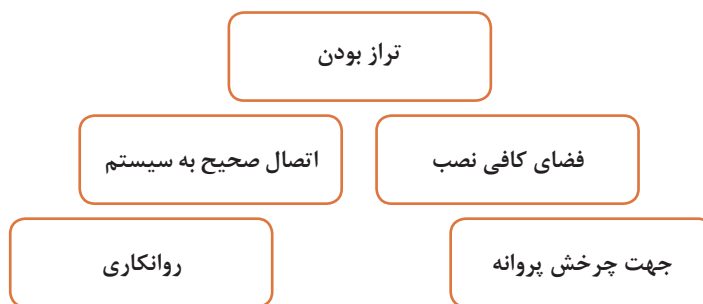 تراز بودن
فضای کافی نصب
اتصال صحیح به سیستم
جهت چرخش پروانه
روانکاری